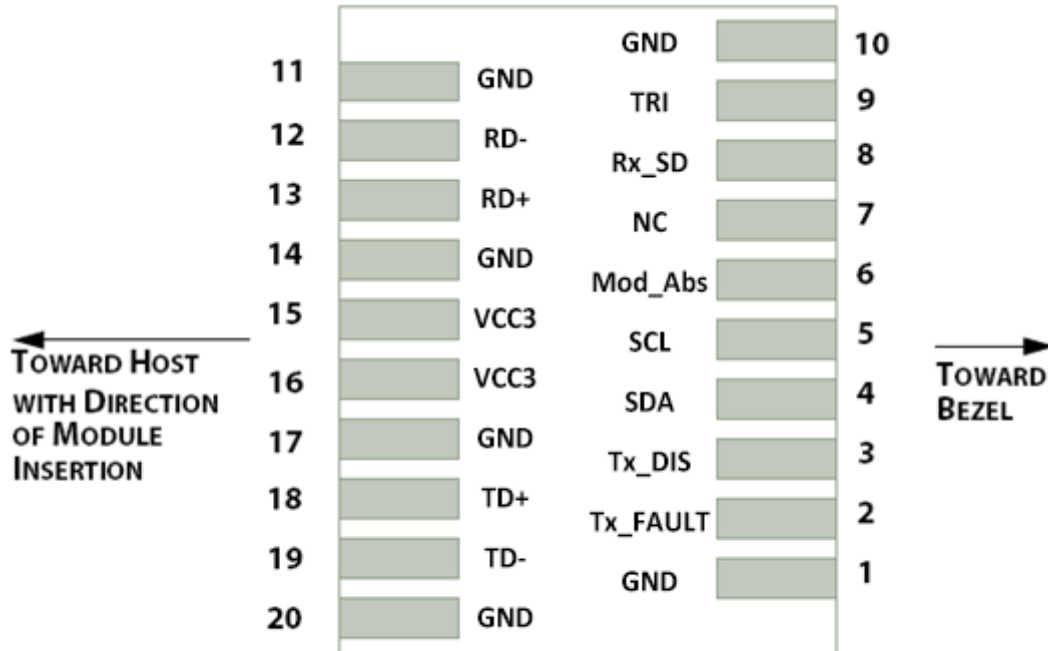 GND 10
11 GND
TRI 9
12 RD-
Rx_SD 8
13 RD+
NC 7
14 GND
Mod_Abs 6
15 VCC3
SCL 5
16 VCC3
SDA 4
17 GND
Tx_DIS 3
18 TD+
Tx_FAULT 2
19 TD-
GND 1
20 GND
TOWARD HOST
WITH DIRECTION
OF MODULE
INSERTION
TOWARD
BEZEL